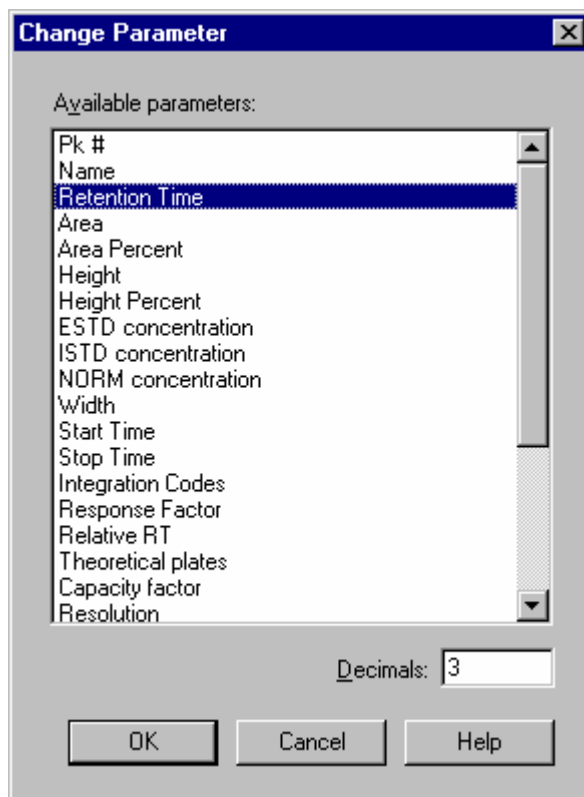 Change Parameter
Available parameters:
Pk #
Name
Retention Time
Area
Area Percent
Height
Height Percent
ESTD concentration
ISTD concentration
NORM concentration
Width
Start Time
Stop Time
Integration Codes
Response Factor
Relative RT
Theoretical plates
Capacity factor
Resolution
Decimals: 3
OK Cancel Help